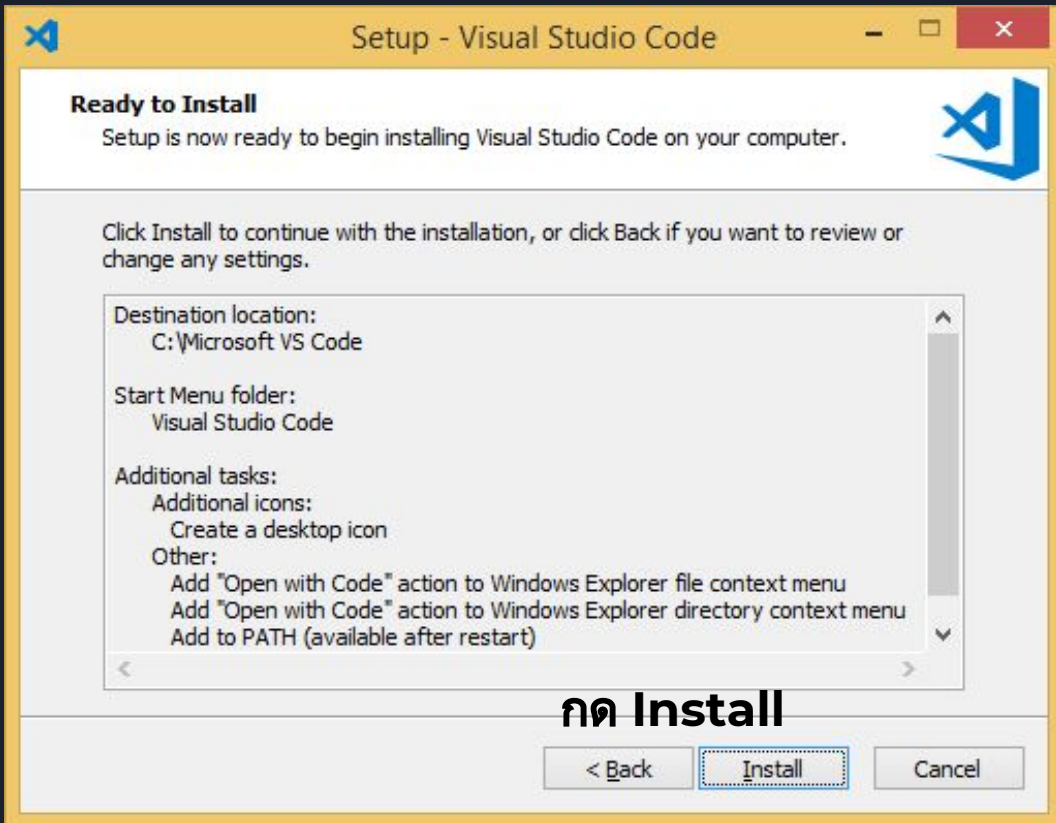 Setup - Visual Studio Code
Ready to Install
Setup is now ready to begin installing Visual Studio Code on your computer.
Click Install to continue with the installation, or click Back if you want to review or
change any settings.
Destination location:
C:\Microsoft VS Code
Start Menu folder:
Visual Studio Code
Additional tasks:
Additional icons:
Create a desktop icon
Other:
Add "Open with Code" action to Windows Explorer file context menu
Add "Open with Code" action to Windows Explorer directory context menu
Add to PATH (available after restart)
กด Install
< Back Install Cancel